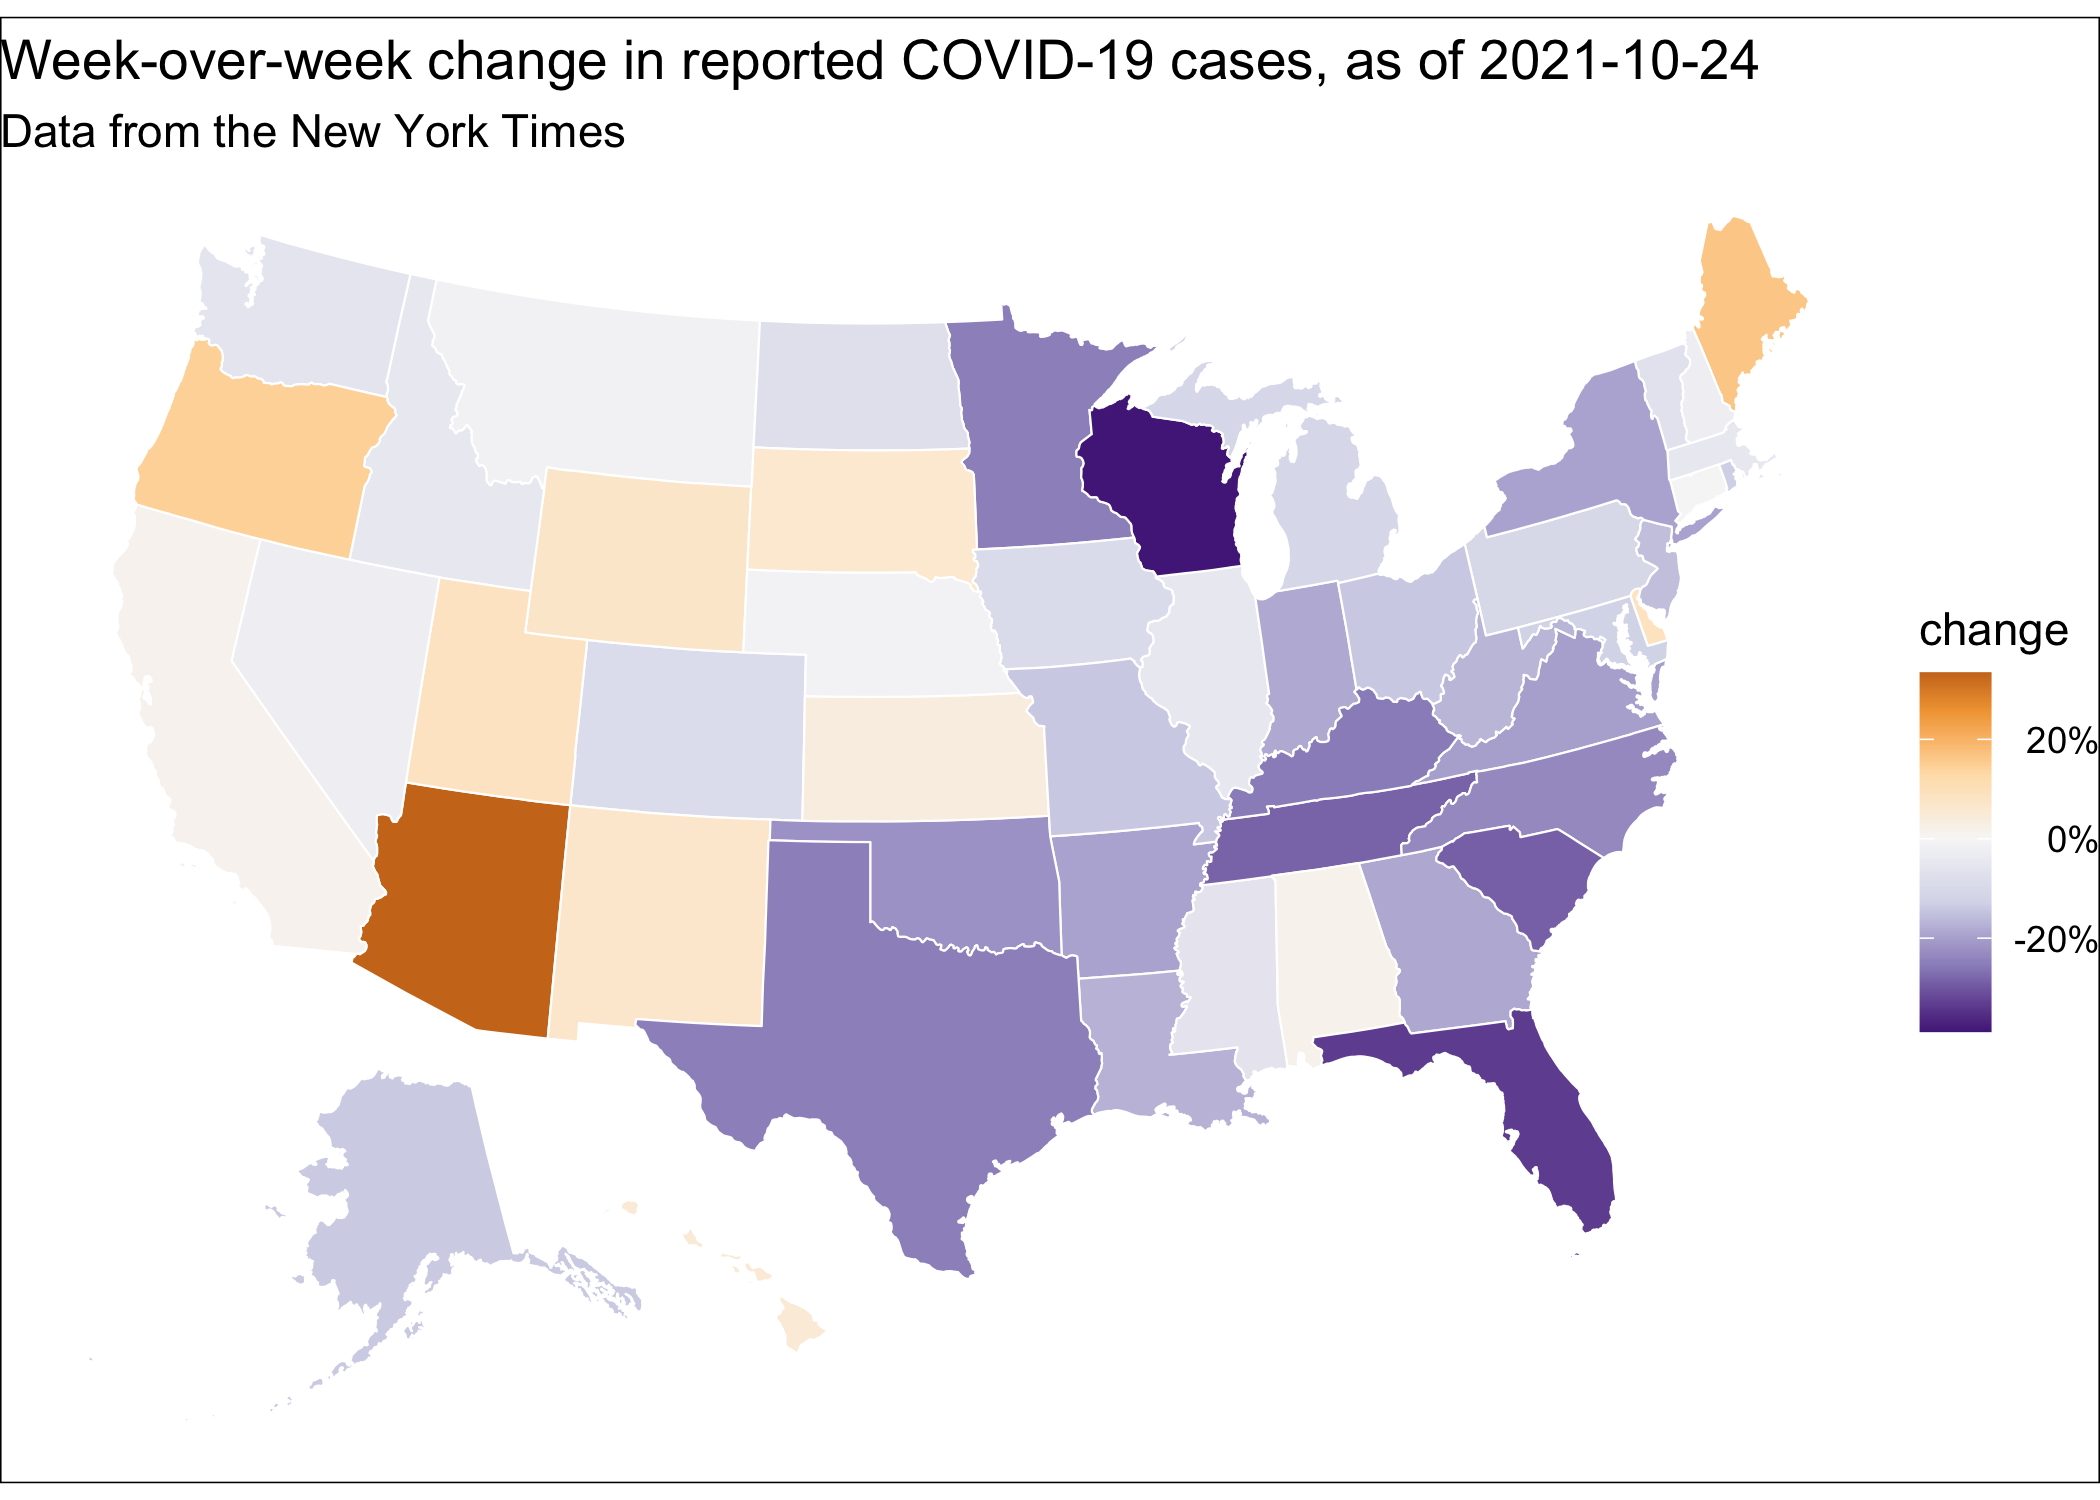 Week-over-week change in reported COVID-19 cases, as of 2021-10-24
Data from the New York Times
change
20%
0%
-20%